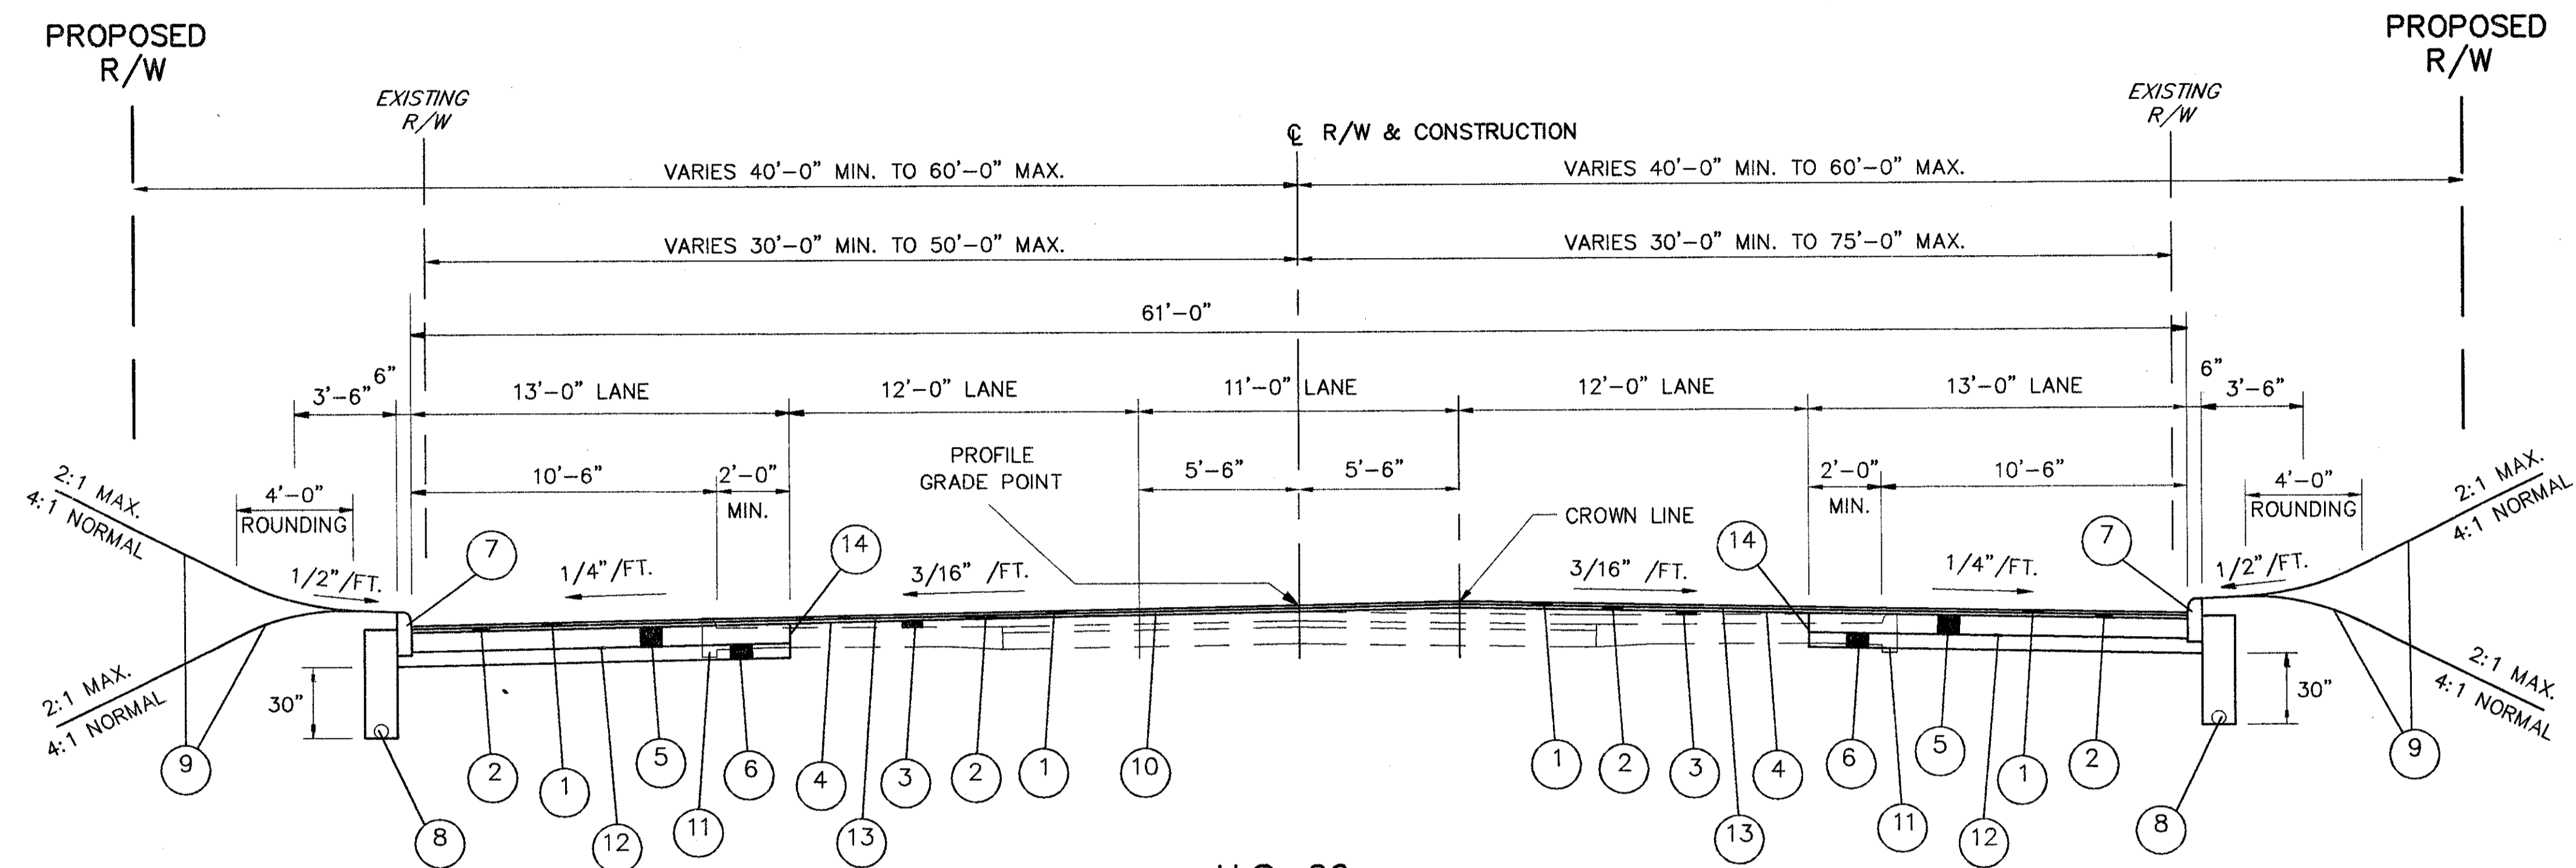 PROPOSED
R/W
PROPOSED
R/W
EXISTING
R/W
EXISTING
R/W
℄ R/W & CONSTRUCTION
VARIES 40'-0" MIN. TO 60'-0" MAX.
VARIES 40'-0" MIN. TO 60'-0" MAX.
VARIES 30'-0" MIN. TO 50'-0" MAX.
VARIES 30'-0" MIN. TO 75'-0" MAX.
61'-0"
3'-6"
6"
13'-0" LANE
12'-0" LANE
11'-0" LANE
12'-0" LANE
13'-0" LANE
6"
3'-6"
2:1 MAX.
4:1 NORMAL
4'-0"
ROUNDING
10'-6"
2'-0"
MIN.
PROFILE
GRADE POINT
5'-6"
5'-6"
CROWN LINE
2'-0"
MIN.
10'-6"
4'-0"
ROUNDING
2:1 MAX.
4:1 NORMAL
7
14
14
7
1/2"/FT.
1/4"/FT.
3/16" /FT.
3/16" /FT.
1/4"/FT.
1/2"/FT.
2:1 MAX.
4:1 NORMAL
30"
30"
2:1 MAX.
4:1 NORMAL
9
2
1
5
6
4
3
2
1
10
1
2
3
4
6
5
1
2
9
8
12
11
13
13
11
12
8